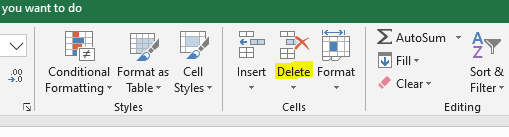 you want to do
.00
→.0
Conditional Formatting
Format as Table
Cell Styles
Styles
Insert
Delete
Format
Cells
AutoSum
Fill
Clear
A
Z
Sort & Filter
Editing